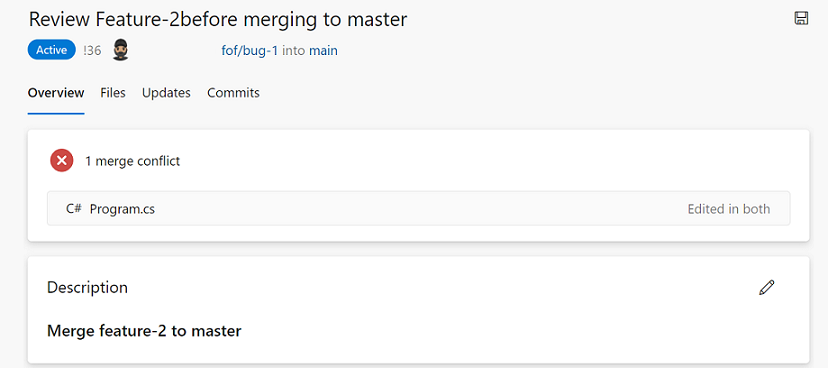 Review Feature-2before merging to master
Active !36 fof/bug-1 into main
Overview Files Updates Commits
1 merge conflict
C# Program.cs Edited in both
Description
Merge feature-2 to master